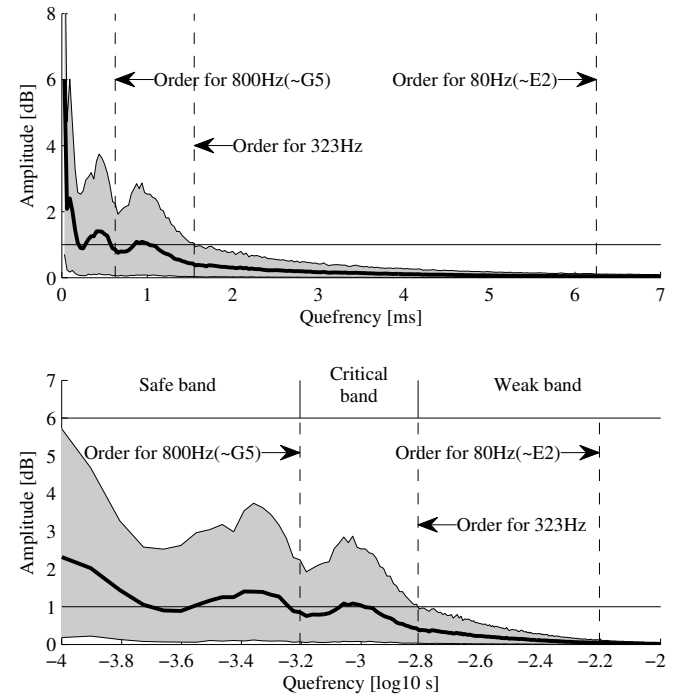 8
6
4
2
0
Amplitude [dB]
Order for 800Hz(~G5)
Order for 80Hz(~E2)
Order for 323Hz
0 1 2 3 4 5 6 7
Quefrency [ms]
7
6
5
4
3
2
1
0
Amplitude [dB]
Safe band
Critical
band
Weak band
Order for 800Hz(~G5)
Order for 80Hz(~E2)
Order for 323Hz
−4 −3.8 −3.6 −3.4 −3.2 −3 −2.8 −2.6 −2.4 −2.2 −2
Quefrency [log10 s]